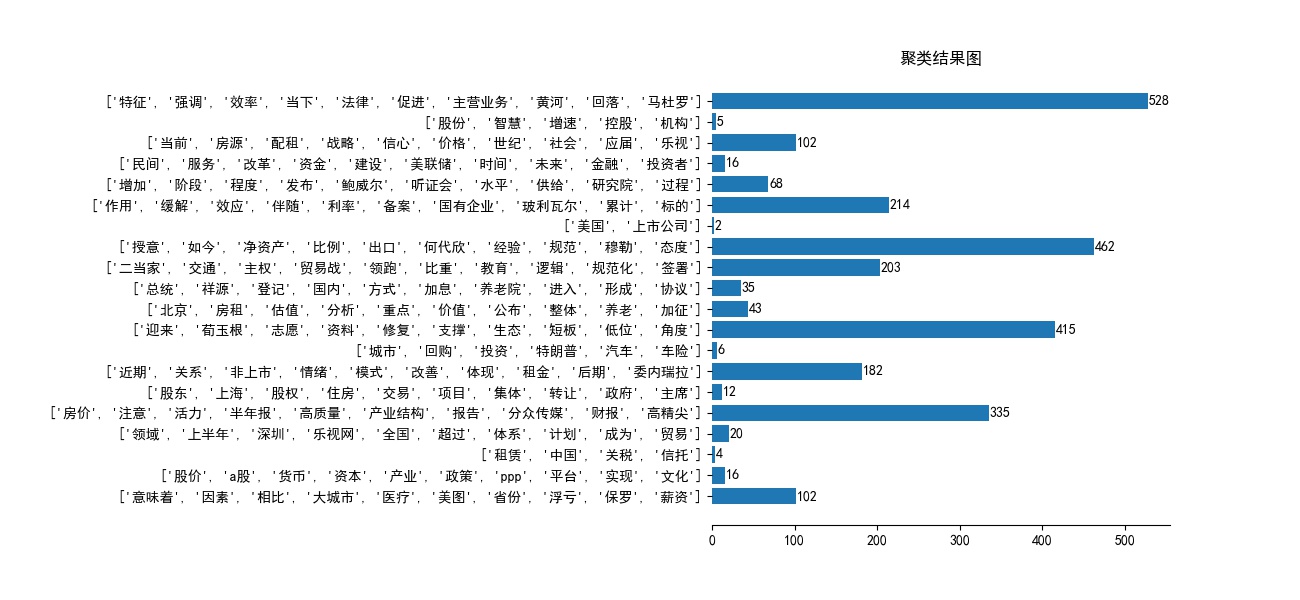 聚类结果图
['特征', '强调', '效率', '当下', '法律', '促进', '主营业务', '黄河', '回落', '马杜罗'] 528
['股份', '智慧', '增速', '控股', '机构'] 5
['当前', '房源', '配租', '战略', '信心', '价格', '世纪', '社会', '应届', '乐视'] 102
['民间', '服务', '改革', '资金', '建设', '美联储', '时间', '未来', '金融', '投资者'] 16
['增加', '阶段', '程度', '发布', '鲍威尔', '听证会', '水平', '供给', '研究院', '过程'] 68
['作用', '缓解', '效应', '伴随', '利率', '备案', '国有企业', '玻利瓦尔', '累计', '标的'] 214
['美国', '上市公司'] 2
['授意', '如今', '净资产', '比例', '出口', '何代欣', '经验', '规范', '穆勒', '态度'] 462
['二当家', '交通', '主权', '贸易战', '领跑', '比重', '教育', '逻辑', '规范化', '签署'] 203
['总统', '祥源', '登记', '国内', '方式', '加息', '养老院', '进入', '形成', '协议'] 35
['北京', '房租', '估值', '分析', '重点', '价值', '公布', '整体', '养老', '加征'] 43
['迎来', '荀玉根', '志愿', '资料', '修复', '支撑', '生态', '短板', '低位', '角度'] 415
['城市', '回购', '投资', '特朗普', '汽车', '车险'] 6
['近期', '关系', '非上市', '情绪', '模式', '改善', '体现', '租金', '后期', '委内瑞拉'] 182
['股东', '上海', '股权', '住房', '交易', '项目', '集体', '转让', '政府', '主席'] 12
['房价', '注意', '活力', '半年报', '高质量', '产业结构', '报告', '分众传媒', '财报', '高精尖'] 335
['领域', '上半年', '深圳', '乐视网', '全国', '超过', '体系', '计划', '成为', '贸易'] 20
['租赁', '中国', '关税', '信托'] 4
['股价', 'a股', '货币', '资本', '产业', '政策', 'ppp', '平台', '实现', '文化'] 16
['意味着', '因素', '相比', '大城市', '医疗', '美图', '省份', '浮亏', '保罗', '薪资'] 102
0 100 200 300 400 500